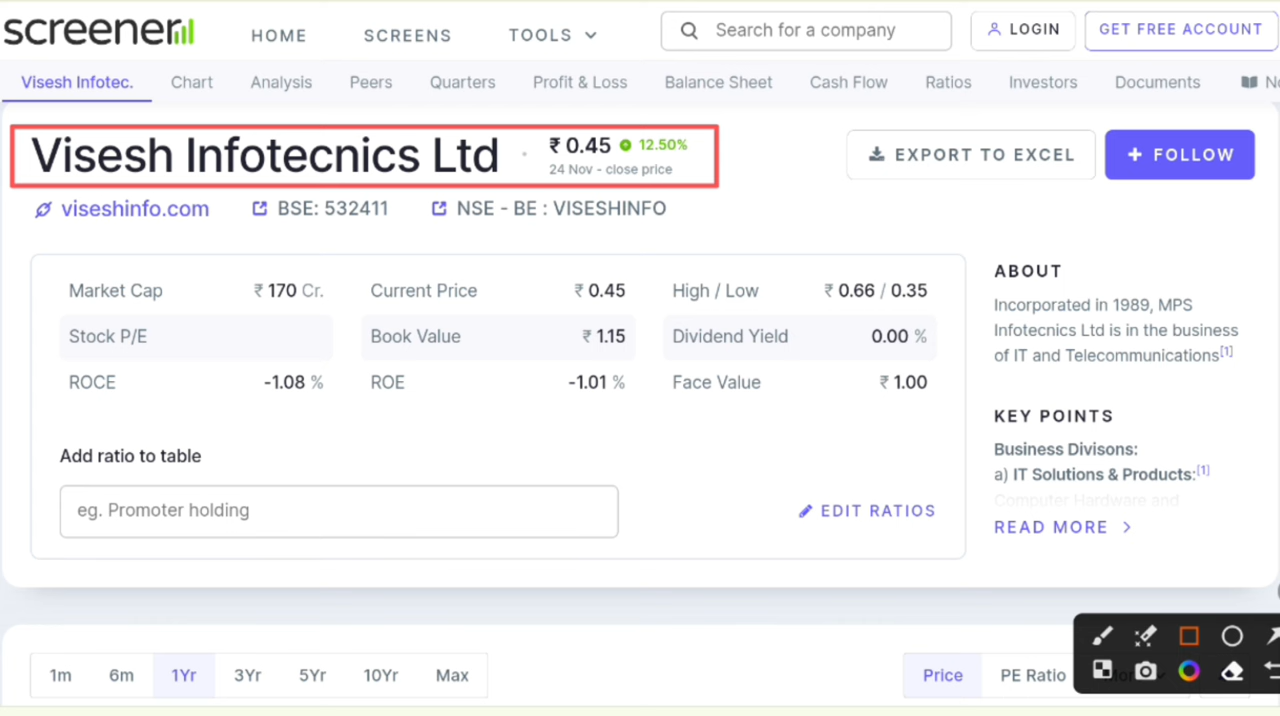 screener
HOME SCREENS TOOLS
Search for a company
LOGIN GET FREE ACCOUNT
Visesh Infotec. Chart Analysis Peers Quarters Profit & Loss Balance Sheet Cash Flow Ratios Investors Documents
Visesh Infotecnics Ltd
₹ 0.45 12.50%
24 Nov - close price
EXPORT TO EXCEL
+ FOLLOW
viseshinfo.com BSE: 532411 NSE - BE : VISESHINFO
Market Cap ₹ 170 Cr. Current Price ₹ 0.45 High / Low ₹ 0.66 / 0.35
Stock P/E Book Value ₹ 1.15 Dividend Yield 0.00 %
ROCE -1.08 % ROE -1.01 % Face Value ₹ 1.00
Add ratio to table
eg. Promoter holding
EDIT RATIOS
ABOUT
Incorporated in 1989, MPS
Infotecnics Ltd is in the business
of IT and Telecommunications[1]
KEY POINTS
Business Divisons:
a) IT Solutions & Products:[1]
Computer Hardware and
READ MORE
1m 6m 1Yr 3Yr 5Yr 10Yr Max
Price PE Ratio